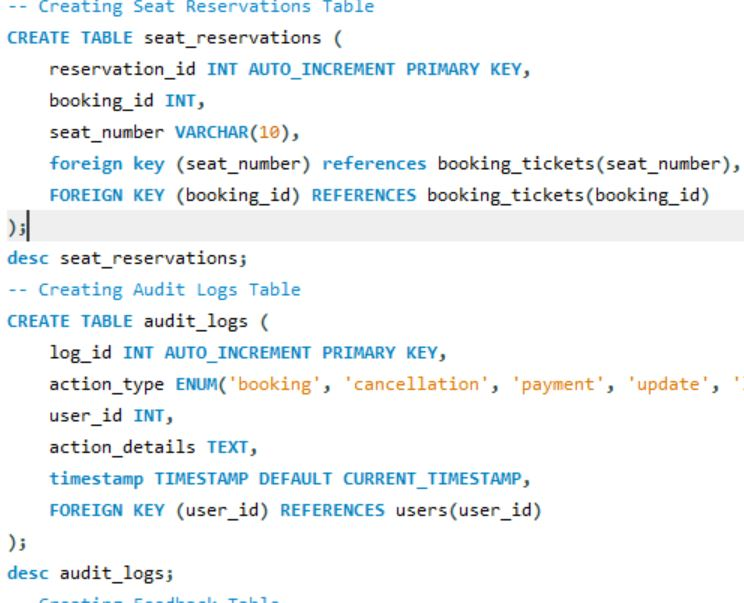 -- Creating Seat Reservations Table
CREATE TABLE seat_reservations (
reservation_id INT AUTO_INCREMENT PRIMARY KEY,
booking_id INT,
seat_number VARCHAR(10),
foreign key (seat_number) references booking_tickets(seat_number),
FOREIGN KEY (booking_id) REFERENCES booking_tickets(booking_id)
);
desc seat_reservations;
-- Creating Audit Logs Table
CREATE TABLE audit_logs (
log_id INT AUTO_INCREMENT PRIMARY KEY,
action_type ENUM('booking', 'cancellation', 'payment', 'update', '
user_id INT,
action_details TEXT,
timestamp TIMESTAMP DEFAULT CURRENT_TIMESTAMP,
FOREIGN KEY (user_id) REFERENCES users(user_id)
);
desc audit_logs;
-- Creating Feedback Table